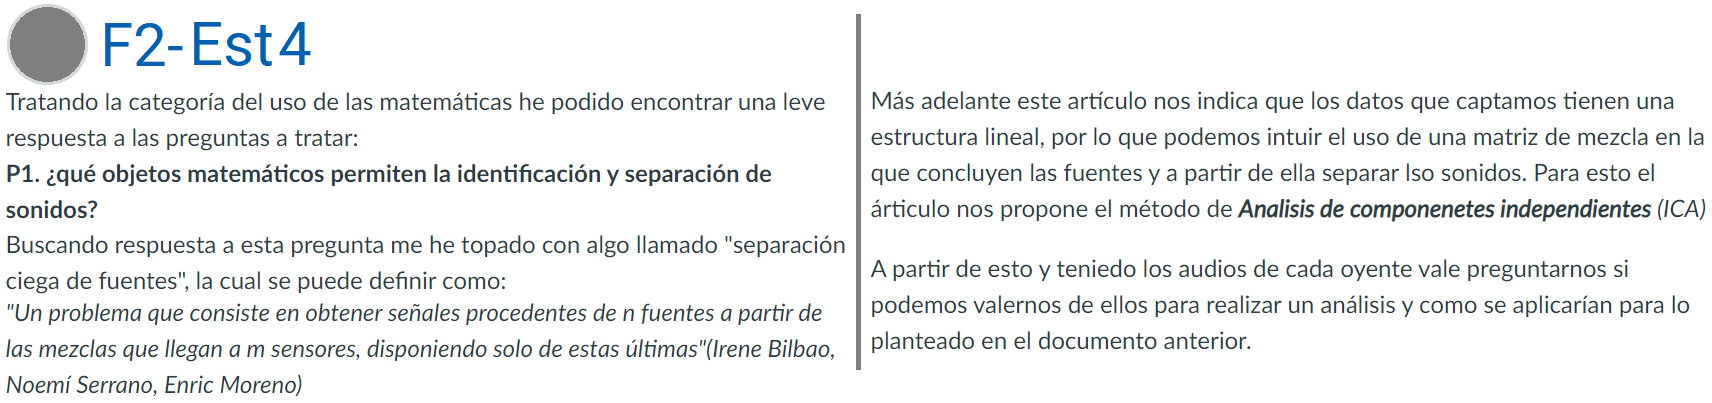 F2-Est4
Tratando la categoría del uso de las matemáticas he podido encontrar una leve
respuesta a las preguntas a tratar:
P1. ¿qué objetos matemáticos permiten la identificación y separación de
sonidos?
Buscando respuesta a esta pregunta me he topado con algo llamado "separación
ciega de fuentes", la cual se puede definir como:
"Un problema que consiste en obtener señales procedentes de n fuentes a partir de
las mezclas que llegan a m sensores, disponiendo solo de estas últimas"(Irene Bilbao,
Noemí Serrano, Enric Moreno)
Más adelante este artículo nos indica que los datos que captamos tienen una
estructura lineal, por lo que podemos intuir el uso de una matriz de mezcla en la
que concluyen las fuentes y a partir de ella separar lso sonidos. Para esto el
árticulo nos propone el método de Analisis de componenetes independientes (ICA)
A partir de esto y teniedo los audios de cada oyente vale preguntarnos si
podemos valernos de ellos para realizar un análisis y como se aplicarían para lo
planteado en el documento anterior.